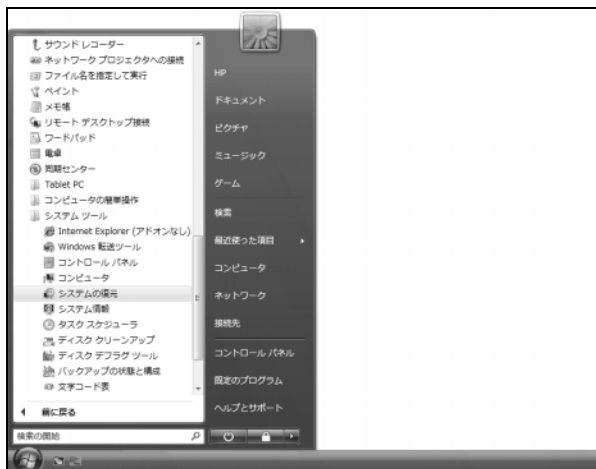 サウンド レコーダー
ネットワーク プロジェクタへの接続
ファイル名を指定して実行
ペイント
メモ帳
リモート デスクトップ接続
ワードパッド
電卓
同期センター
Tablet PC
コンピュータの簡単操作
システム ツール
Internet Explorer (アドオンなし)
Windows 転送ツール
コントロール パネル
コンピュータ
システムの復元
システム情報
タスク スケジューラ
ディスク クリーンアップ
ディスク デフラグ ツール
バックアップの状態と構成
文字コード表
前に戻る
検索の開始
HP
ドキュメント
ピクチャ
ミュージック
ゲーム
検索
最近使った項目
コンピュータ
ネットワーク
接続先
コントロール パネル
既定のプログラム
ヘルプとサポート